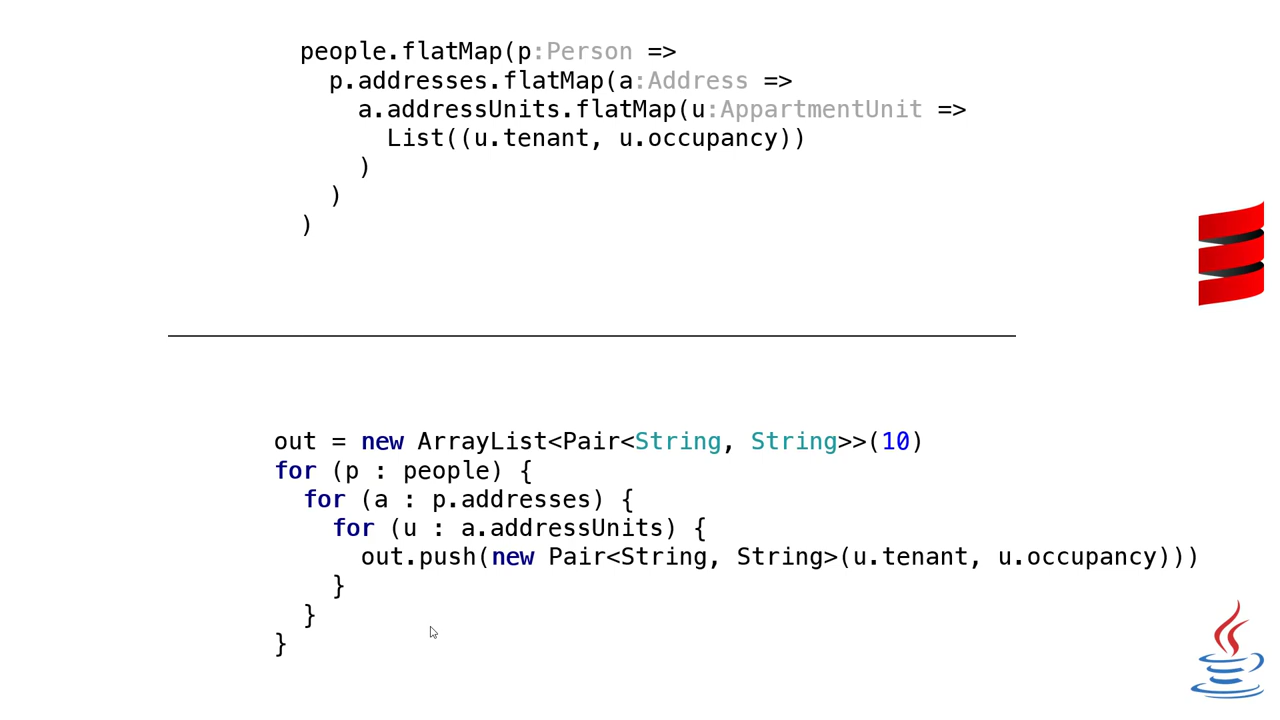 people.flatMap(p:Person =>
p.addresses.flatMap(a:Address =>
a.addressUnits.flatMap(u:AppartmentUnit =>
List((u.tenant, u.occupancy))
)
)
)
out = new ArrayList<Pair<String, String>>(10)
for (p : people) {
for (a : p.addresses) {
for (u : a.addressUnits) {
out.push(new Pair<String, String>(u.tenant, u.occupancy)))
}
}
}